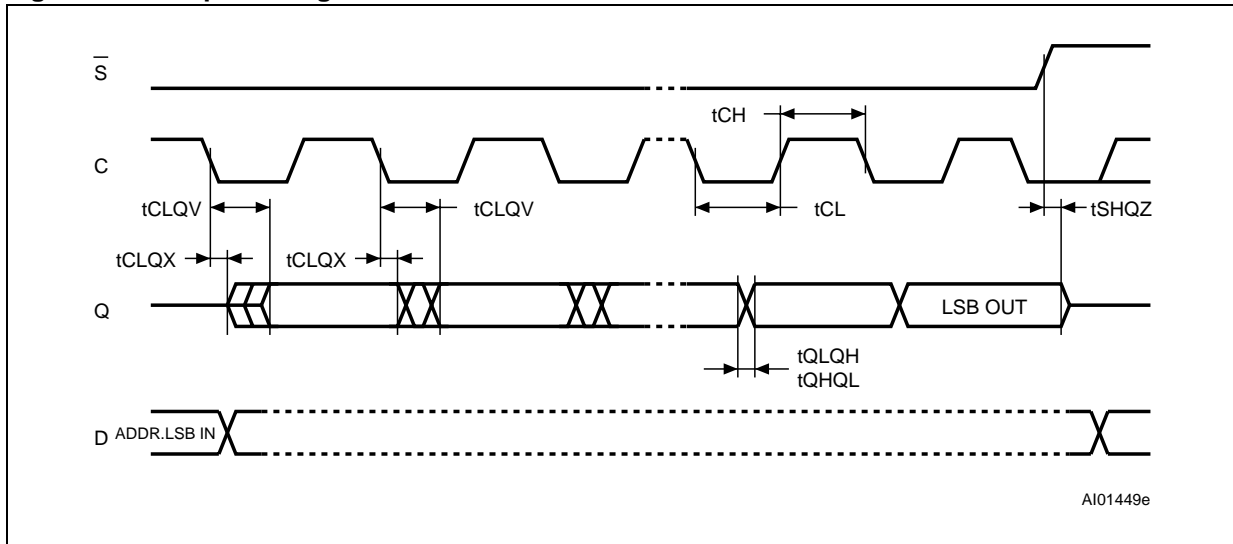 S
tCH
C
tCLQV
tCLQV
tCL
tSHQZ
tCLQX
tCLQX
Q
LSB OUT
tQLQH
tQHQL
D
ADDR.LSB IN
AI01449e